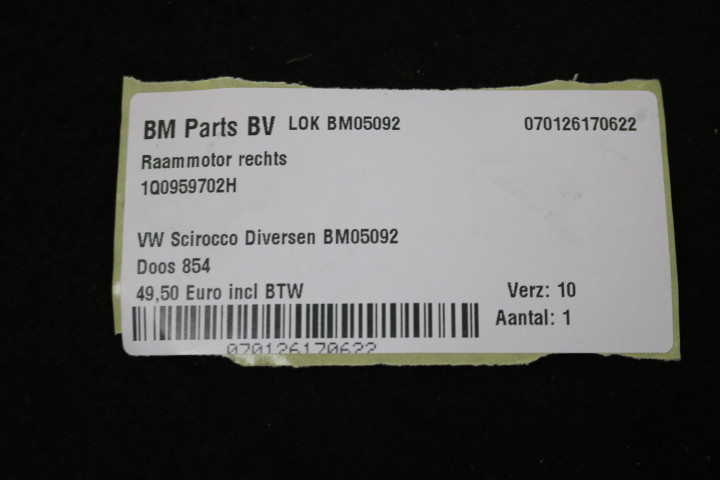 BM Parts BV LOK BM05092 070126170622
Raammotor rechts
1Q0959702H
VW Scirocco Diversen BM05092
Doos 854
49,50 Euro incl BTW Verz: 10
Aantal: 1
070126170622